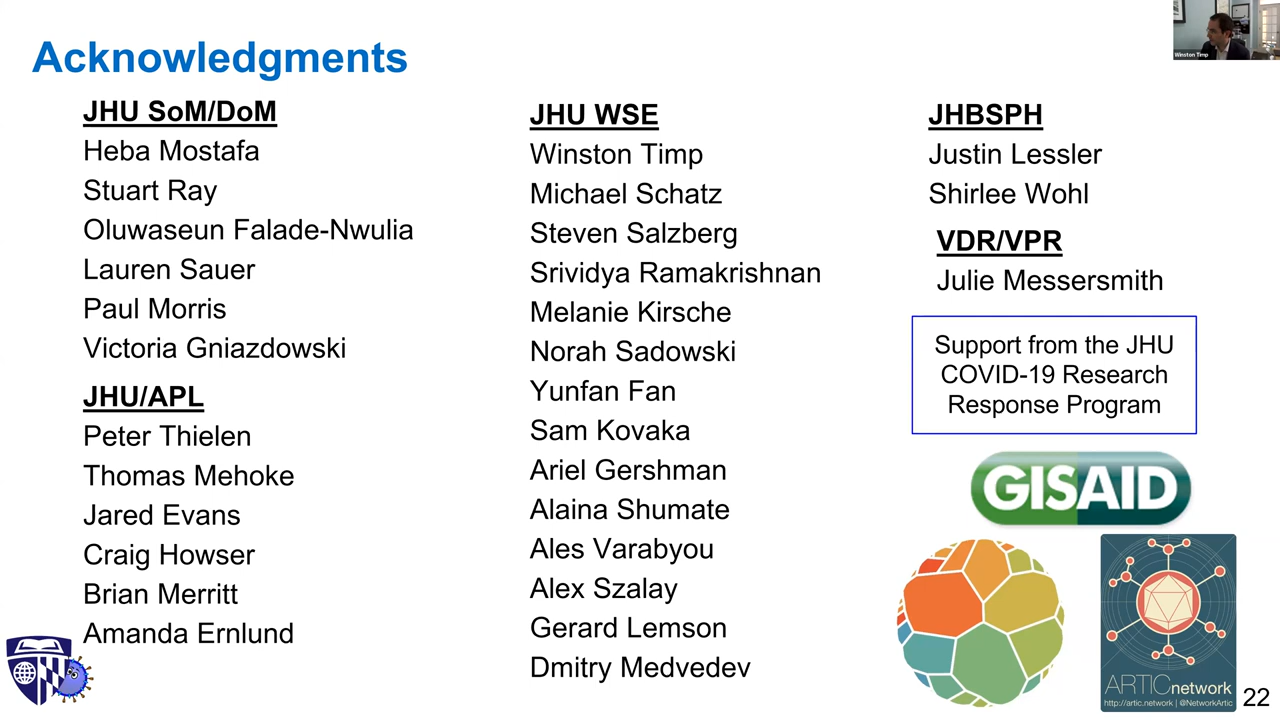 Acknowledgments
JHU SoM/DoM
Heba Mostafa
Stuart Ray
Oluwaseun Falade-Nwulia
Lauren Sauer
Paul Morris
Victoria Gniazdowski
JHU/APL
Peter Thielen
Thomas Mehoke
Jared Evans
Craig Howser
Brian Merritt
Amanda Ernlund
JHU WSE
Winston Timp
Michael Schatz
Steven Salzberg
Srividya Ramakrishnan
Melanie Kirsche
Norah Sadowski
Yunfan Fan
Sam Kovaka
Ariel Gershman
Alaina Shumate
Ales Varabyou
Alex Szalay
Gerard Lemson
Dmitry Medvedev
JHBSPH
Justin Lessler
Shirlee Wohl
VDR/VPR
Julie Messersmith
Support from the JHU
COVID-19 Research
Response Program
GISAID
ARTICnetwork
http://artic.network | @NetworkArtic
22
Winston Timp